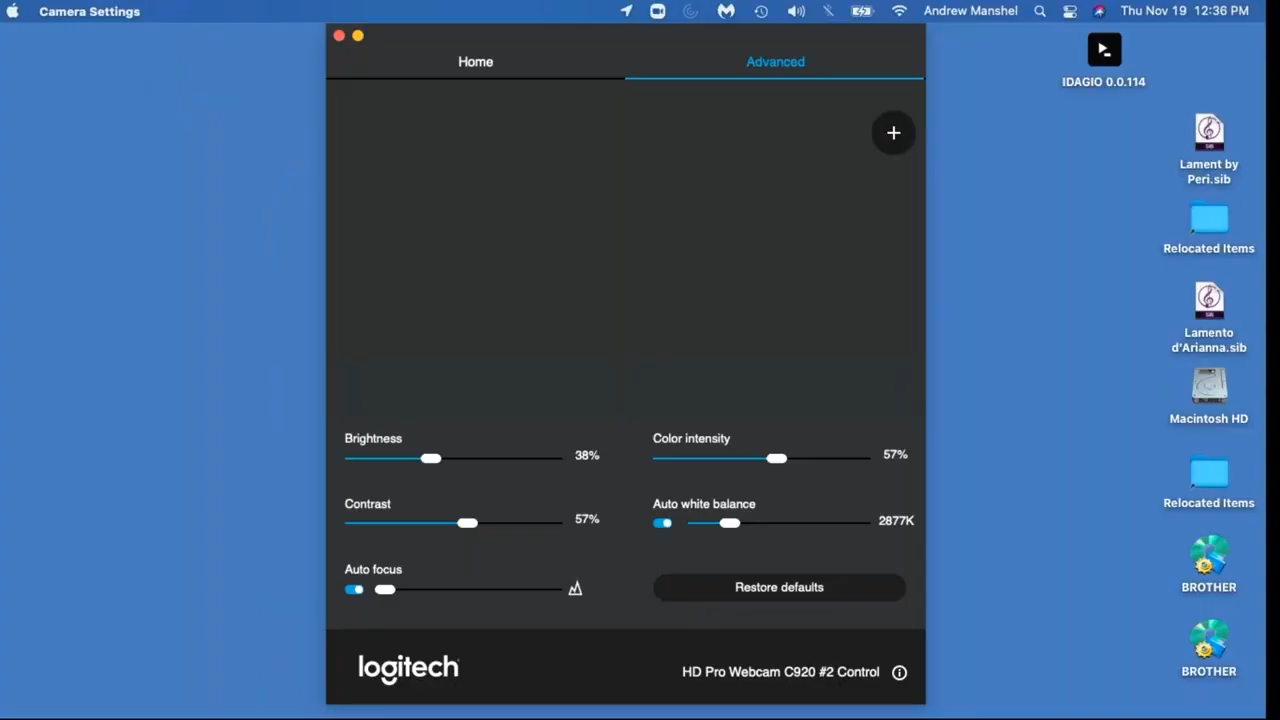 Camera Settings
Andrew Manshel
Thu Nov 19 12:36 PM
Home
Advanced
IDAGIO 0.0.114
SIB
Lament by
Peri.sib
Relocated Items
SIB
Lamento
d'Arianna.sib
Macintosh HD
Relocated Items
BROTHER
BROTHER
Brightness
38%
Color intensity
57%
Contrast
57%
Auto white balance
2877K
Auto focus
Restore defaults
logitech
HD Pro Webcam C920 #2 Control